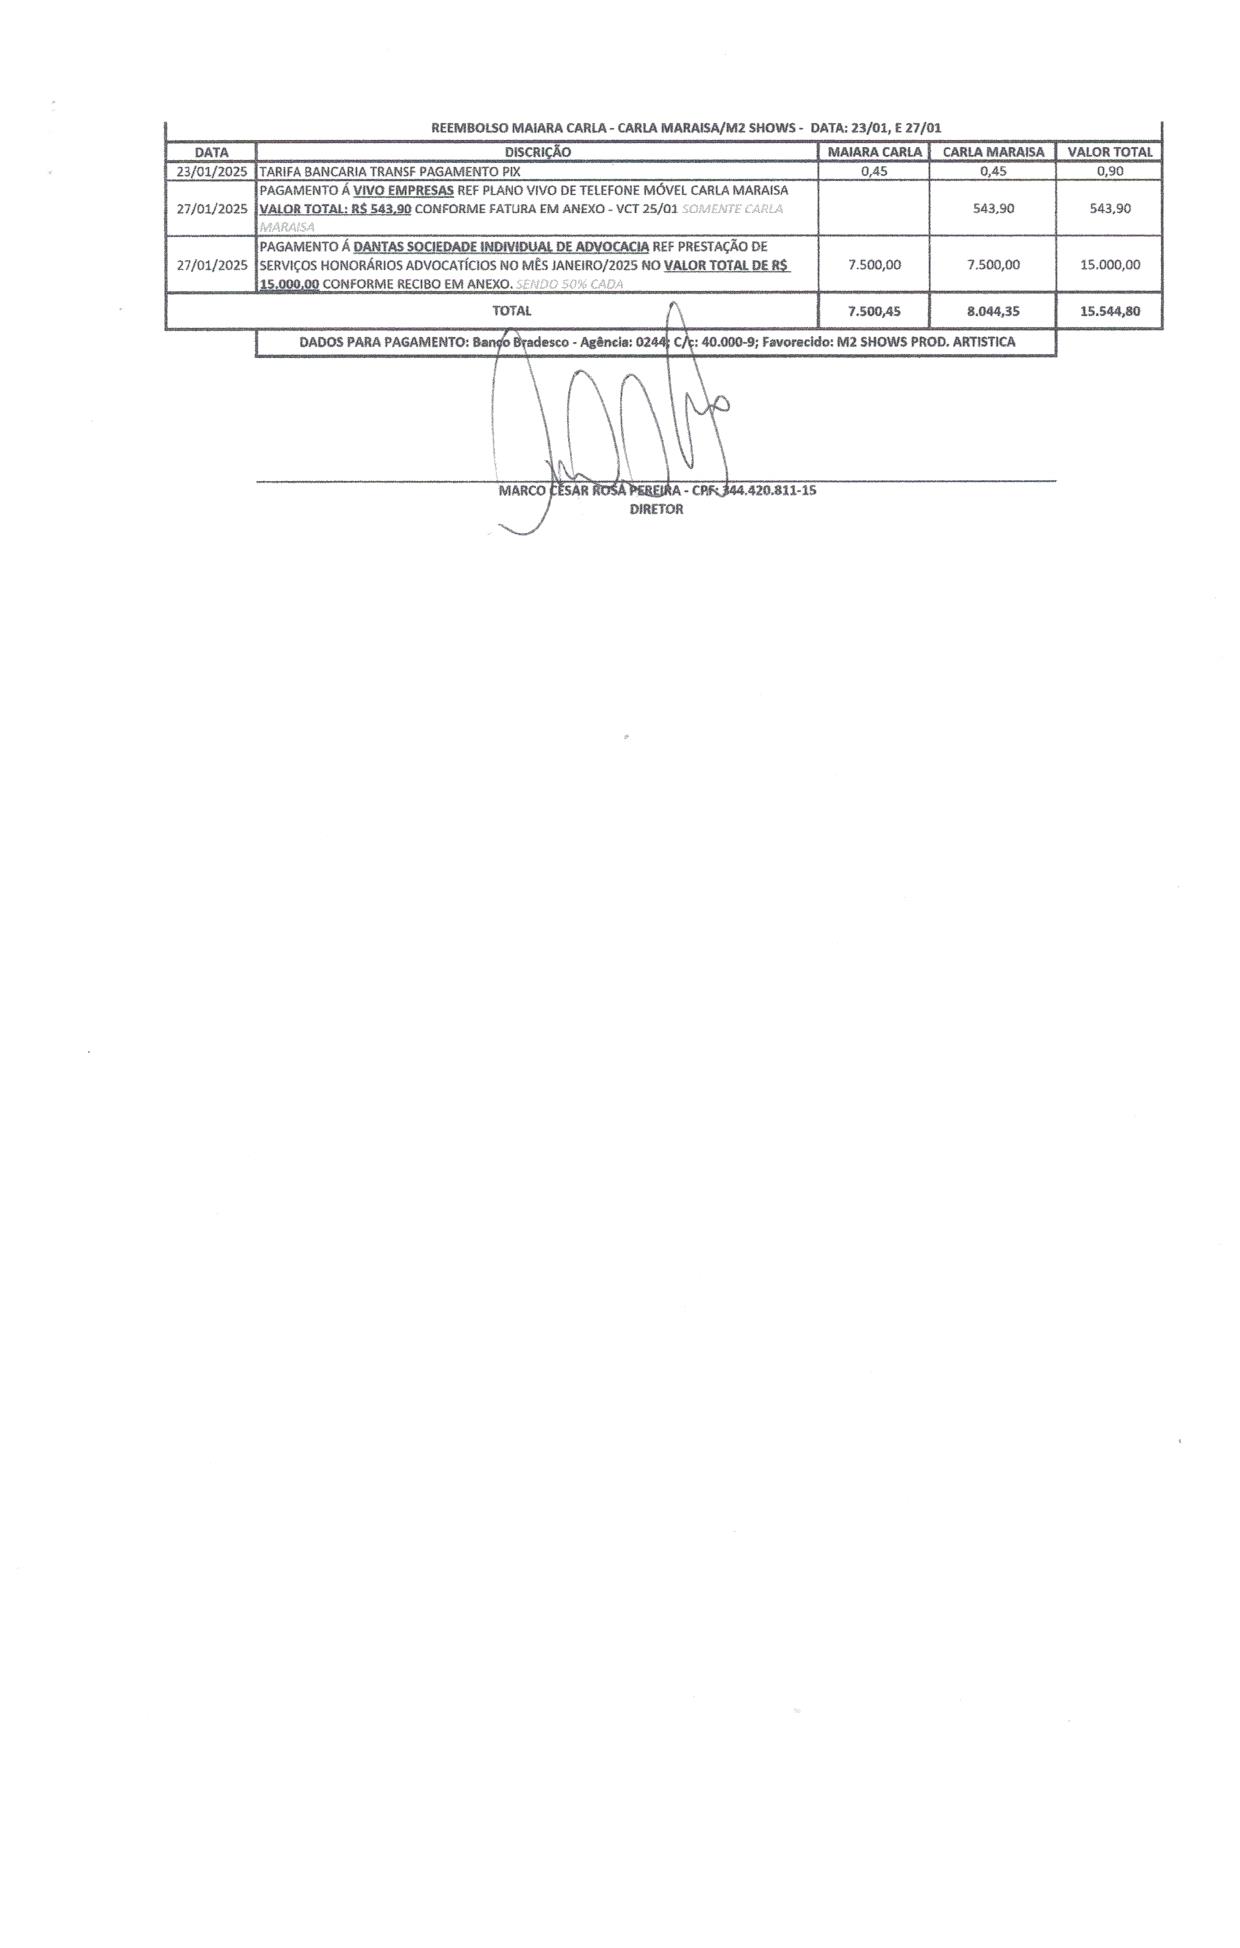 REEMBOLSO MAIARA CARLA - CARLA MARAISA/M2 SHOWS - DATA: 23/01, E 27/01
DATA DISCRIÇÃO MAIARA CARLA CARLA MARAISA VALOR TOTAL
23/01/2025 TARIFA BANCARIA TRANSF PAGAMENTO PIX 0,45 0,45 0,90
PAGAMENTO Á VIVO EMPRESAS REF PLANO VIVO DE TELEFONE MÓVEL CARLA MARAISA
27/01/2025 VALOR TOTAL: R$ 543,90 CONFORME FATURA EM ANEXO - VCT 25/01 SOMENTE CARLA 543,90 543,90
MARAISA
PAGAMENTO Á DANTAS SOCIEDADE INDIVIDUAL DE ADVOCACIA REF PRESTAÇÃO DE
27/01/2025 SERVIÇOS HONORÁRIOS ADVOCATÍCIOS NO MÊS JANEIRO/2025 NO VALOR TOTAL DE R$ 7.500,00 7.500,00 15.000,00
15.000,00 CONFORME RECIBO EM ANEXO. SENDO 50% CADA
TOTAL 7.500,45 8.044,35 15.544,80
DADOS PARA PAGAMENTO: Banco Bradesco - Agência: 0244; C/c: 40.000-9; Favorecido: M2 SHOWS PROD. ARTISTICA
MARCO CÉSAR ROSA PEREIRA - CPF: 344.420.811-15
DIRETOR